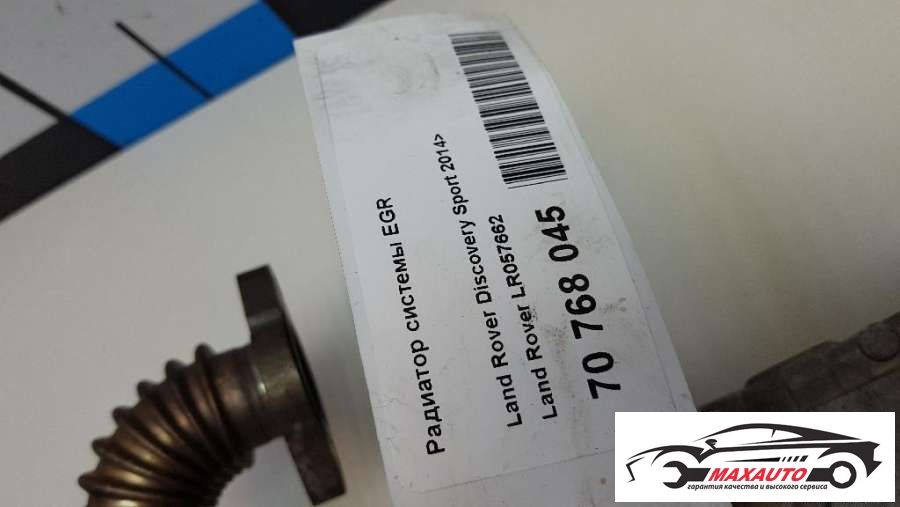 Радиатор системы EGR
Land Rover Discovery Sport 2014>
Land Rover LR057662
70 768 045
MAXAUTO
гарантия качества и высокого сервиса